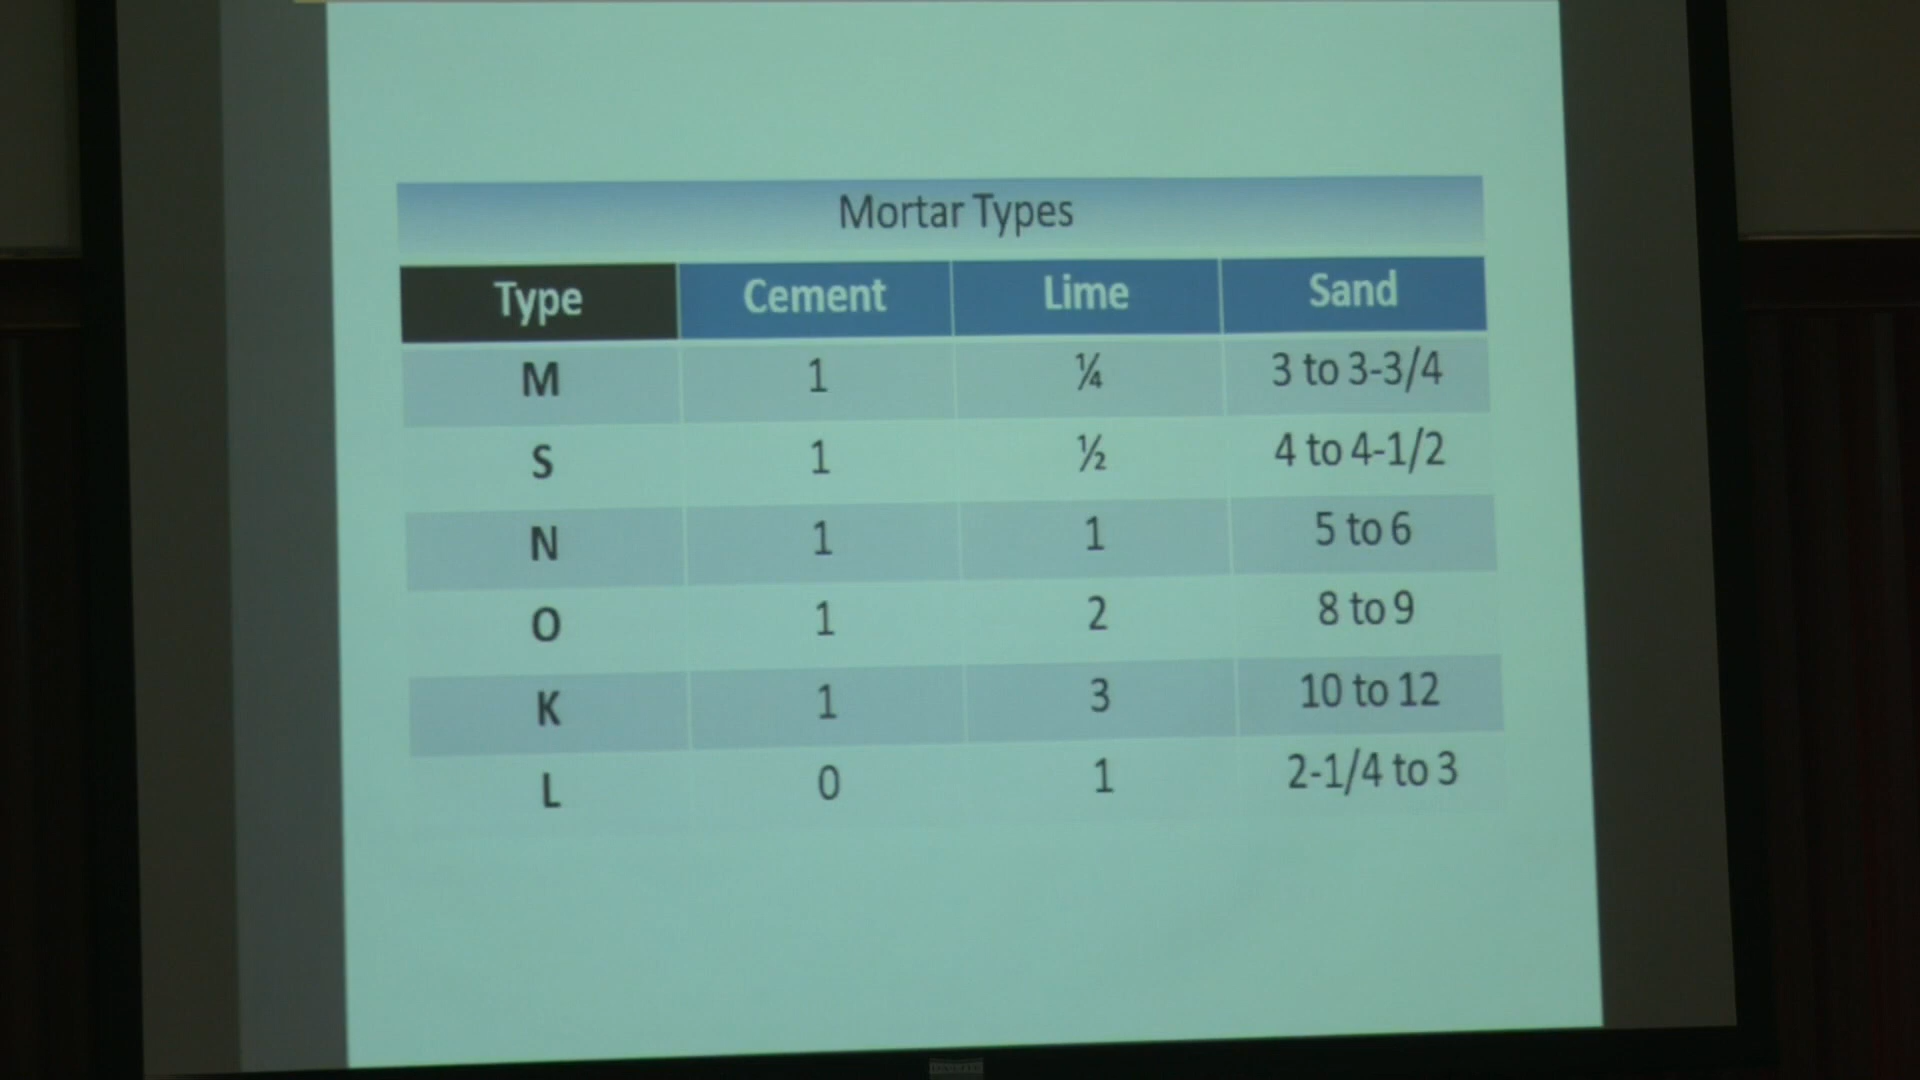 Mortar Types
Type Cement Lime Sand
M 1 ¼ 3 to 3-3/4
S 1 ½ 4 to 4-1/2
N 1 1 5 to 6
O 1 2 8 to 9
K 1 3 10 to 12
L 0 1 2-1/4 to 3